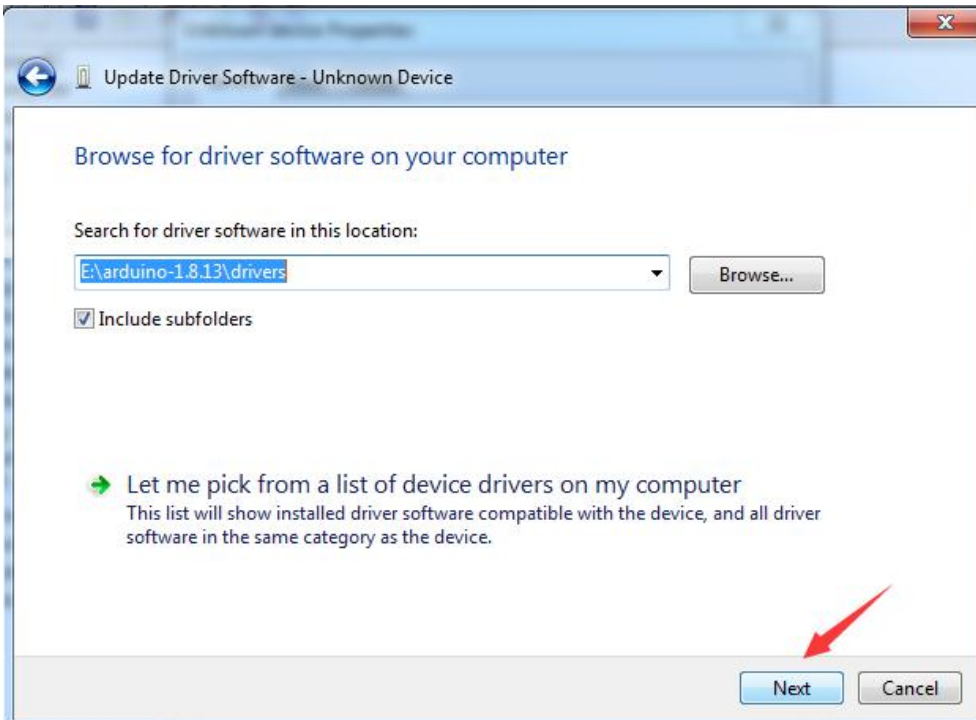 Update Driver Software - Unknown Device
Browse for driver software on your computer
Search for driver software in this location:
E:\arduino-1.8.13\drivers
Browse...
Include subfolders
Let me pick from a list of device drivers on my computer
This list will show installed driver software compatible with the device, and all driver
software in the same category as the device.
Next
Cancel